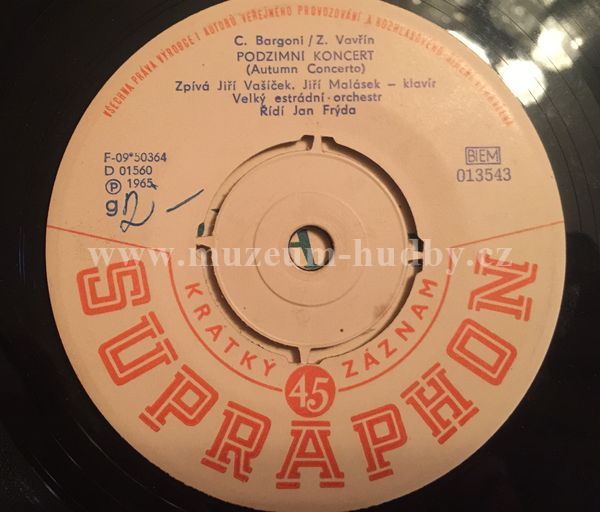 VŠECHNA PRÁVA VÝROBCE I AUTORŮ VEŘEJNÉHO PROVOZOVÁNÍ A ROZHLASOVÉHO
C. Bargoni / Z. Vavřín
PODZIMNÍ KONCERT
(Autumn Concerto)
Zpívá Jiří Vašíček. Jiří Malásek – klavír
Velký estrádní orchestr
Řídí Jan Frýda
F-09*50364
D 01560
Ⓟ 1965
g2 –
BIEM
013543
www.muzeum-hudby.cz
KRÁTKÝ ZÁZNAM
45
SUPRAPHON